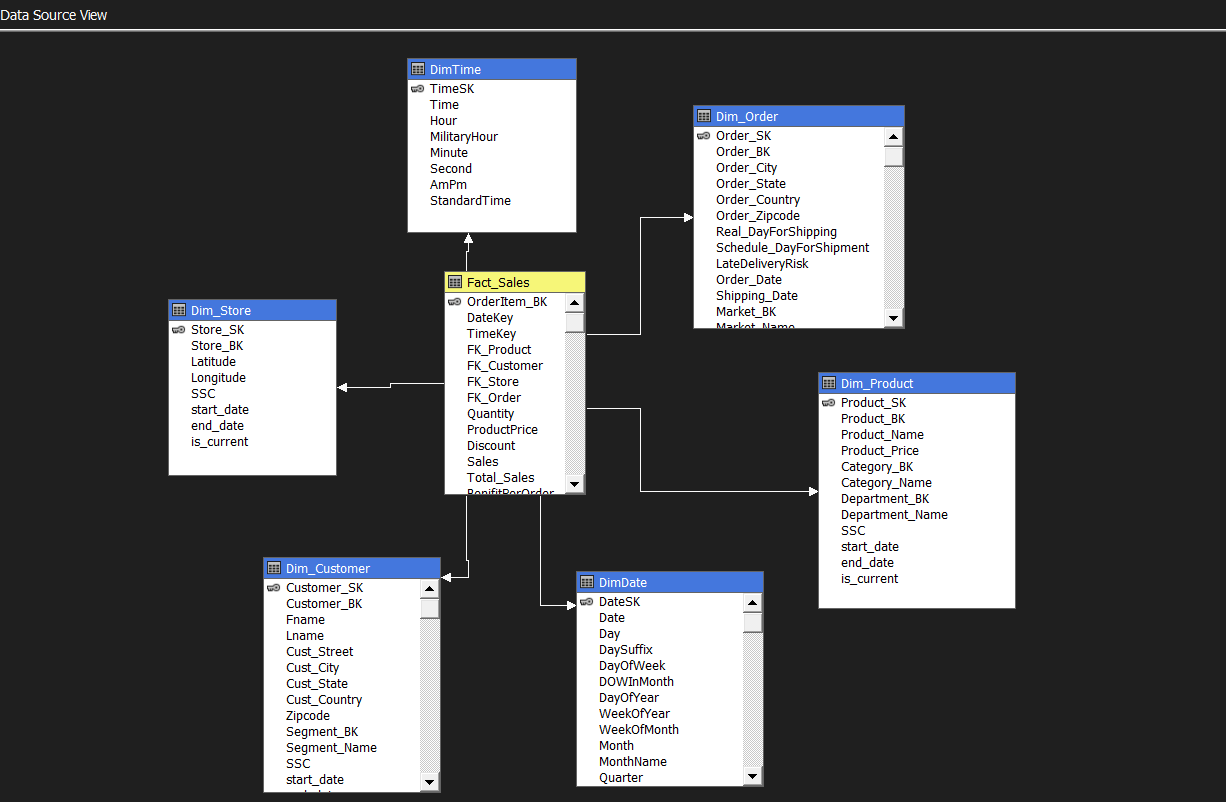 Data Source View
DimTime
TimeSK
Time
Hour
MilitaryHour
Minute
Second
AmPm
StandardTime
Dim_Order
Order_SK
Order_BK
Order_City
Order_State
Order_Country
Order_Zipcode
Real_DayForShipping
Schedule_DayForShipment
LateDeliveryRisk
Order_Date
Shipping_Date
Market_BK
Market_Name
Fact_Sales
OrderItem_BK
DateKey
TimeKey
FK_Product
FK_Customer
FK_Store
FK_Order
Quantity
ProductPrice
Discount
Sales
Total_Sales
BenifitPerOrder
Dim_Store
Store_SK
Store_BK
Latitude
Longitude
SSC
start_date
end_date
is_current
Dim_Product
Product_SK
Product_BK
Product_Name
Product_Price
Category_BK
Category_Name
Department_BK
Department_Name
SSC
start_date
end_date
is_current
Dim_Customer
Customer_SK
Customer_BK
Fname
Lname
Cust_Street
Cust_City
Cust_State
Cust_Country
Zipcode
Segment_BK
Segment_Name
SSC
start_date
DimDate
DateSK
Date
Day
DaySuffix
DayOfWeek
DOWInMonth
DayOfYear
WeekOfYear
WeekOfMonth
Month
MonthName
Quarter